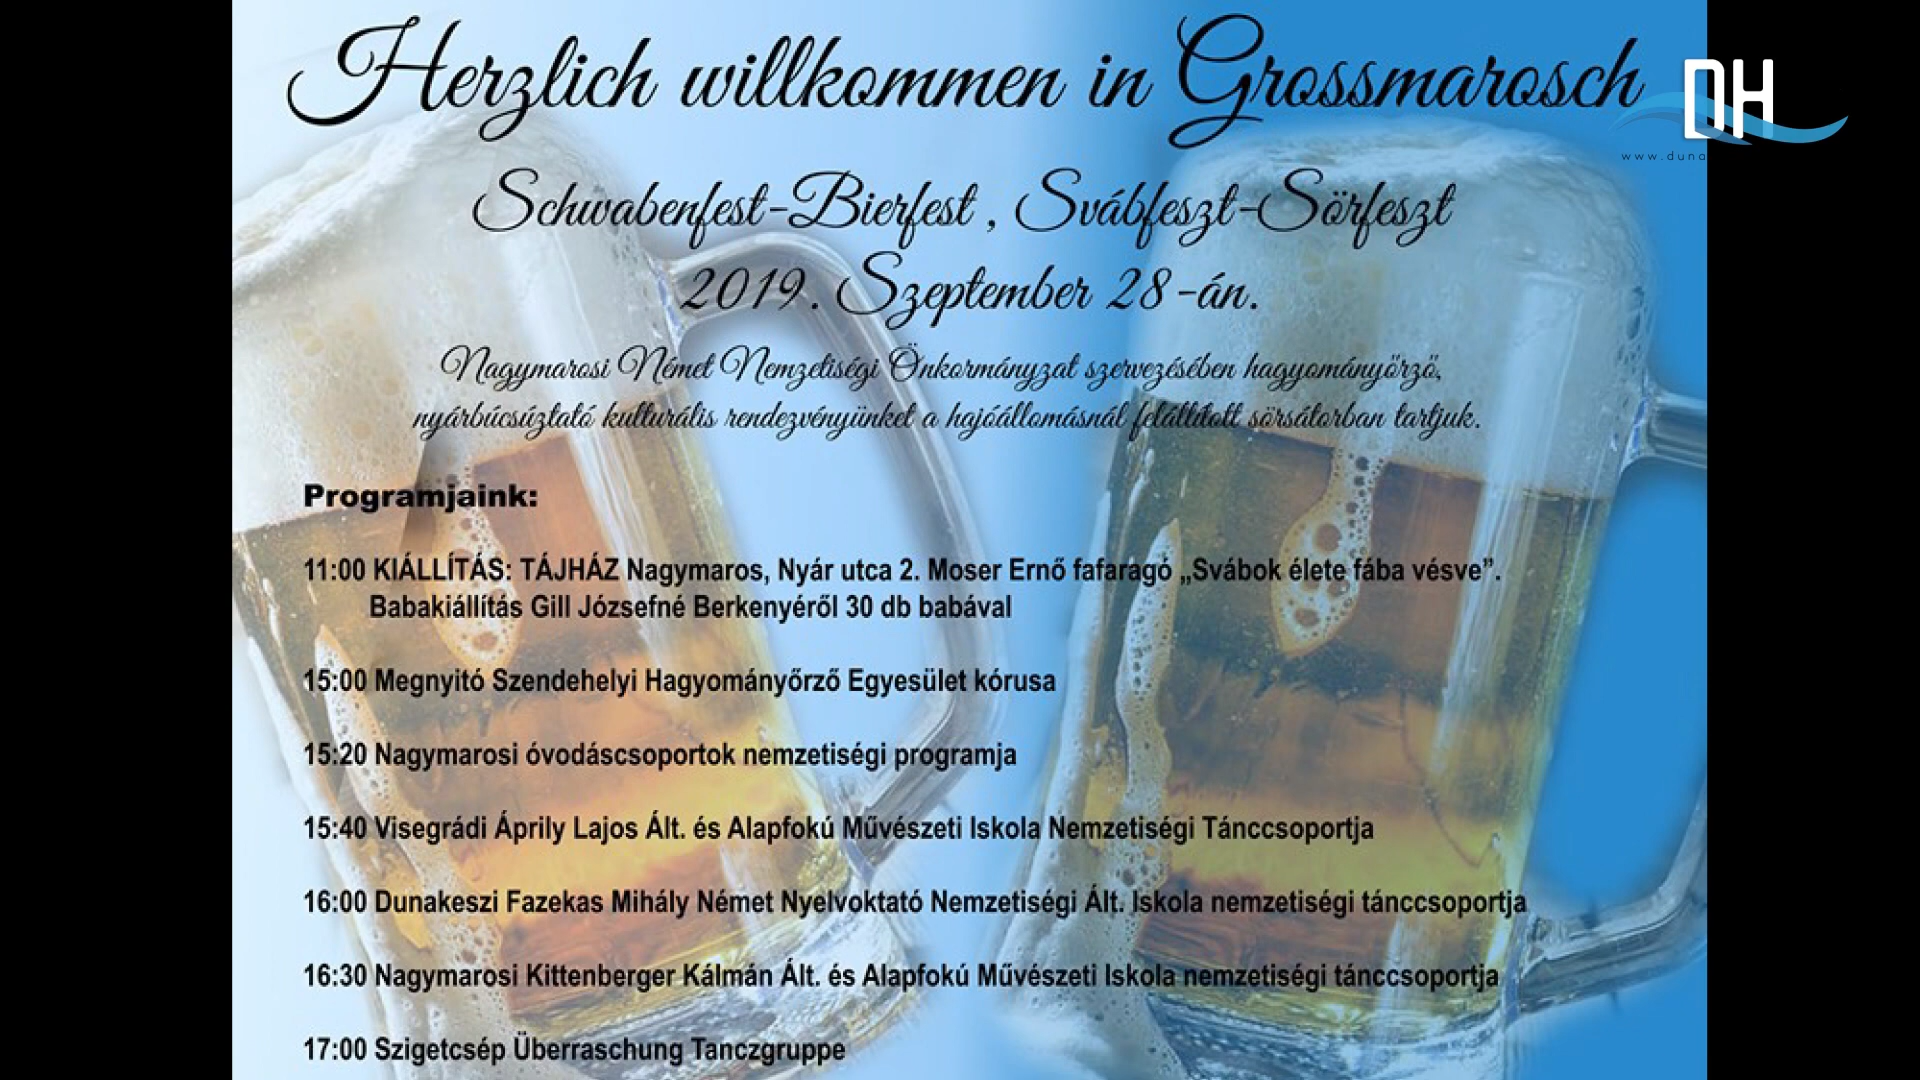 Herzlich willkommen in Grossmarosch
DH
www.duna
Schwabenfest-Bierfest, Svábfeszt-Sörfeszt
2019. Szeptember 28-án.
Nagymarosi Német Nemzetiségi Önkormányzat szervezésében hagyományőrző,
nyárbúcsúztató kulturális rendezvényünket a hajóállomásnál felállított sörsátorban tartjuk.
Programjaink:
11:00 KIÁLLÍTÁS: TÁJHÁZ Nagymaros, Nyár utca 2. Moser Ernő fafaragó „Svábok élete fába vésve”.
Babakiállítás Gill Józsefné Berkenyéről 30 db babával
15:00 Megnyitó Szendehelyi Hagyományőrző Egyesület kórusa
15:20 Nagymarosi óvodáscsoportok nemzetiségi programja
15:40 Visegrádi Áprily Lajos Ált. és Alapfokú Művészeti Iskola Nemzetiségi Tánccsoportja
16:00 Dunakeszi Fazekas Mihály Német Nyelvoktató Nemzetiségi Ált. Iskola nemzetiségi tánccsoportja
16:30 Nagymarosi Kittenberger Kálmán Ált. és Alapfokú Művészeti Iskola nemzetiségi tánccsoportja
17:00 Szigetcsép Überraschung Tanczgruppe